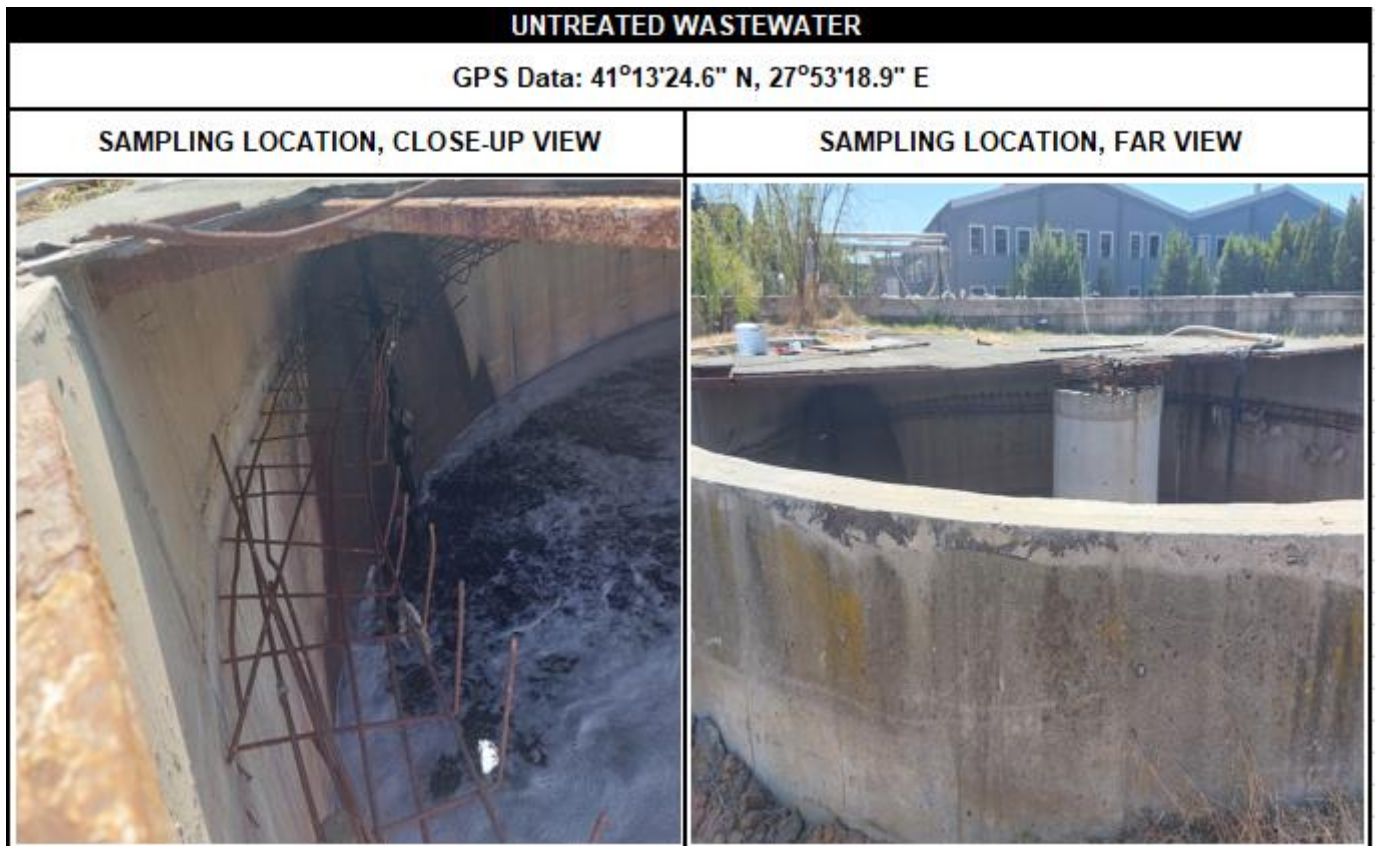 UNTREATED WASTEWATER
GPS Data: 41°13'24.6" N, 27°53'18.9" E
SAMPLING LOCATION, CLOSE-UP VIEW
SAMPLING LOCATION, FAR VIEW